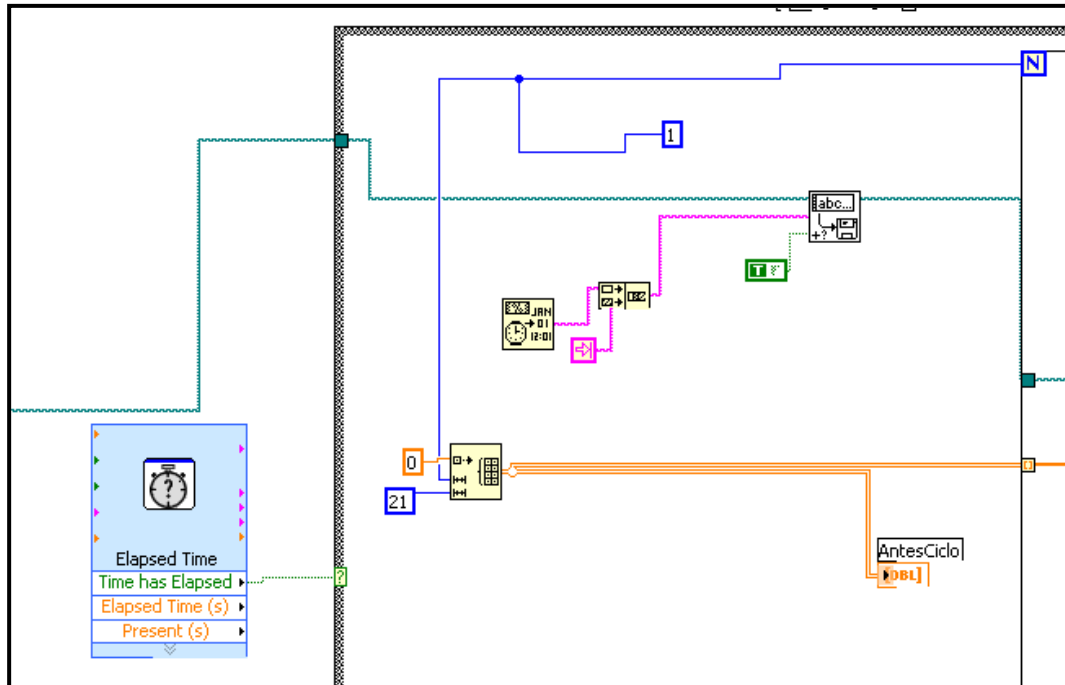 N
1
abc...
+?
T
JAN
01
12:01
0
21
?
Elapsed Time
Time has Elapsed
Elapsed Time (s)
Present (s)
?
AntesCiclo
DBL]